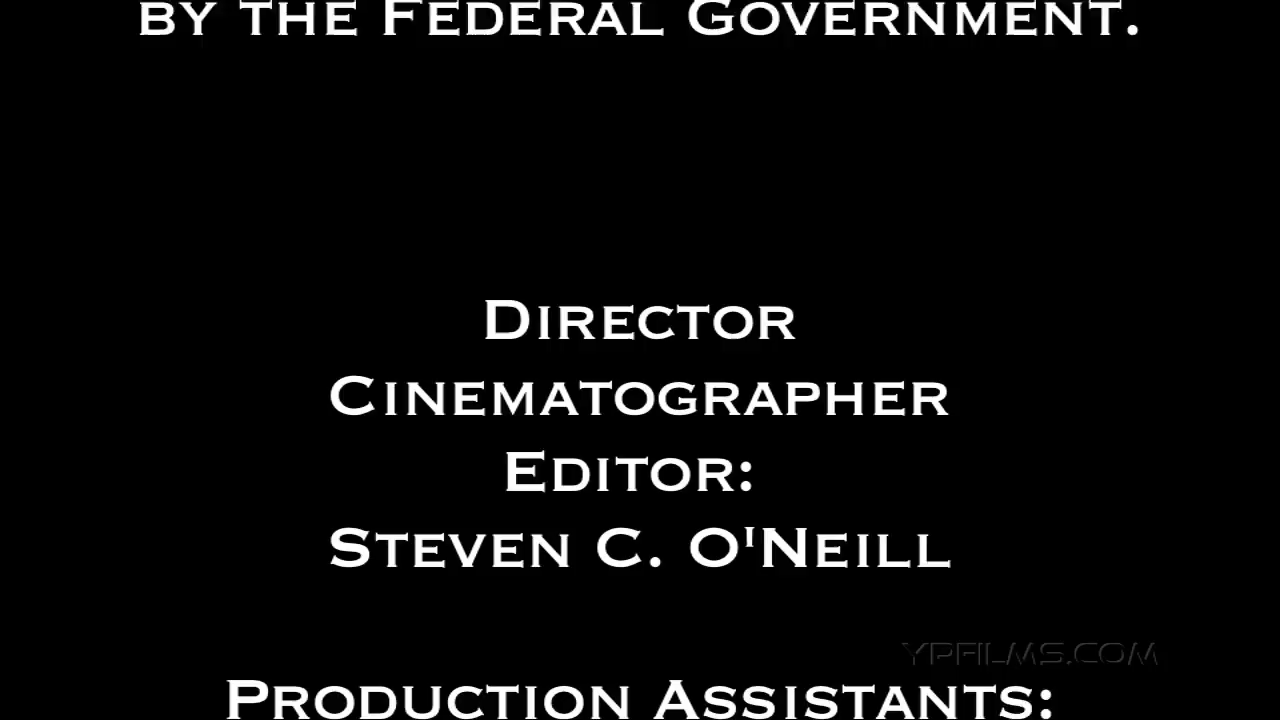 by the Federal Government.
Director
Cinematographer
Editor:
Steven C. O'Neill
YPFILMS.COM
Production Assistants: